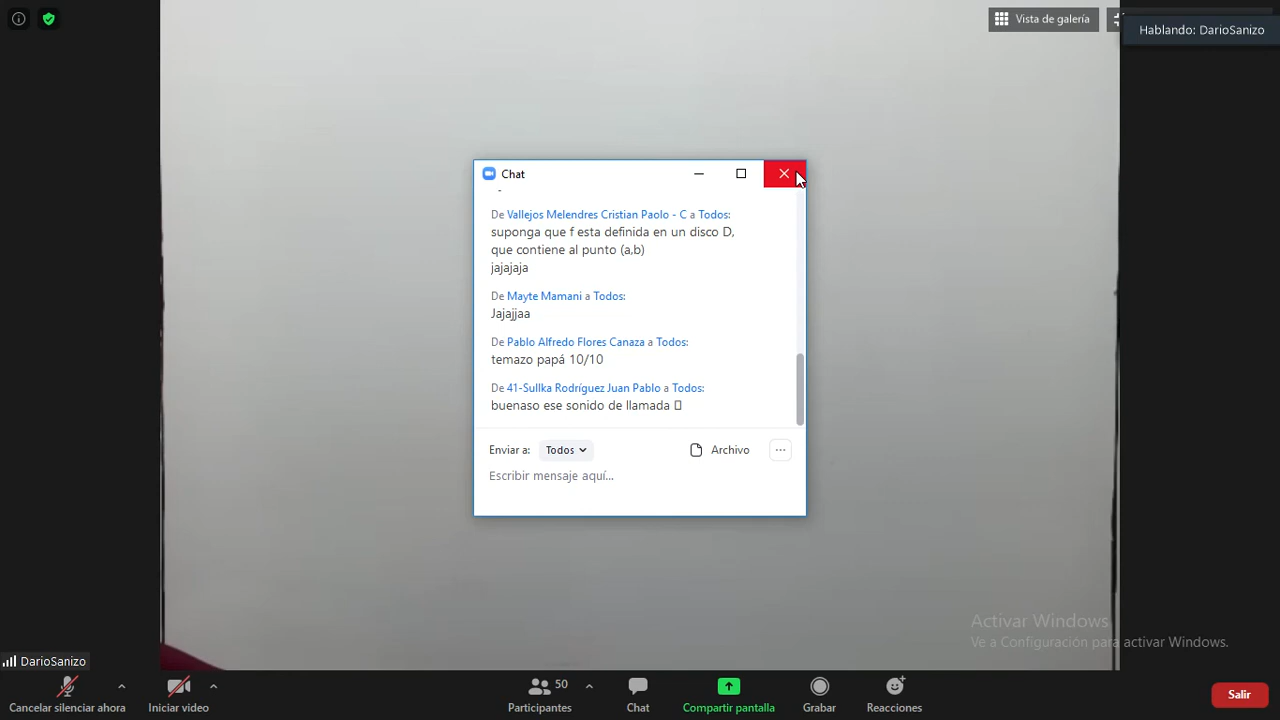 Vista de galería
Hablando: DarioSanizo
Chat
De Vallejos Melendres Cristian Paolo - C a Todos:
suponga que f esta definida en un disco D,
que contiene al punto (a,b)
jajajaja
De Mayte Mamani a Todos:
Jajajjaa
De Pablo Alfredo Flores Canaza a Todos:
temazo papá 10/10
De 41-Sullka Rodríguez Juan Pablo a Todos:
buenaso ese sonido de llamada
Enviar a: Todos Archivo ...
Escribir mensaje aquí...
Activar Windows
Ve a Configuración para activar Windows.
DarioSanizo
Cancelar silenciar ahora
Iniciar video
50
Participantes
Chat
Compartir pantalla
Grabar
Reacciones
Salir